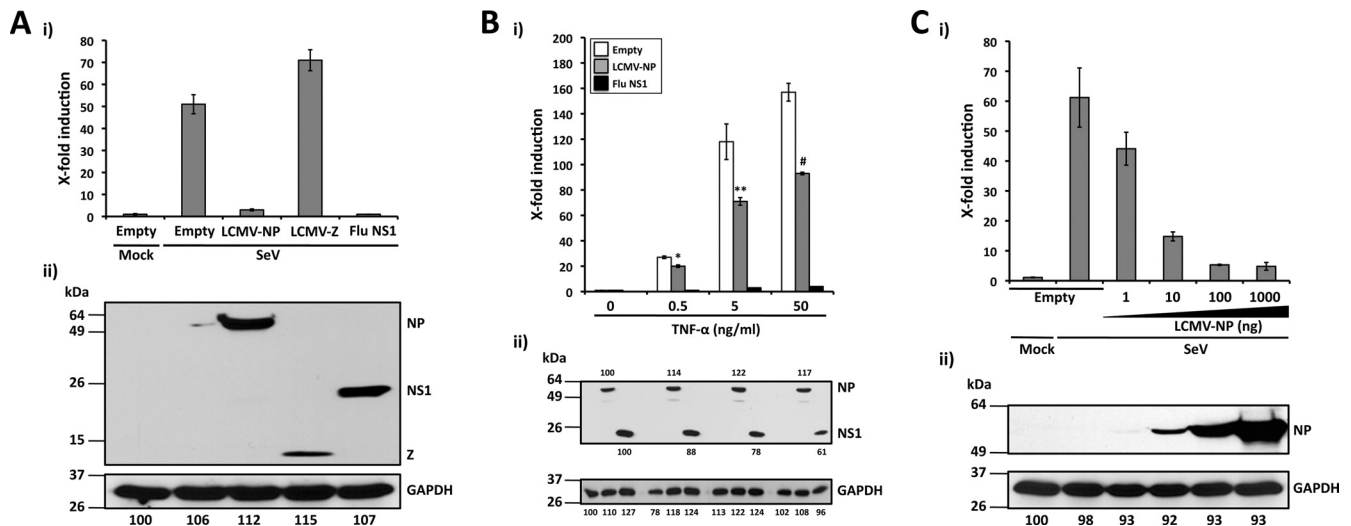 A i)
X-fold induction
80
70
60
50
40
30
20
10
0
Empty Empty LCMV-NP LCMV-Z Flu NS1
Mock SeV
ii)
kDa
64
49
26
15
37
26
NP
NS1
Z
GAPDH
100 106 112 115 107
B i)
X-fold induction
200
180
160
140
120
100
80
60
40
20
0
Empty
LCMV-NP
Flu NS1
* ** #
0 0.5 5 50
TNF-α (ng/ml)
ii)
kDa
100 114 122 117
64
49
26
NP
NS1
100 88 78 61
37
26
GAPDH
100 110 127 78 118 124 113 122 124 102 108 96
C i)
X-fold induction
80
70
60
50
40
30
20
10
0
Empty 1 10 100 1000
LCMV-NP (ng)
Mock SeV
ii)
kDa
64
49
NP
37
26
GAPDH
100 98 93 92 93 93